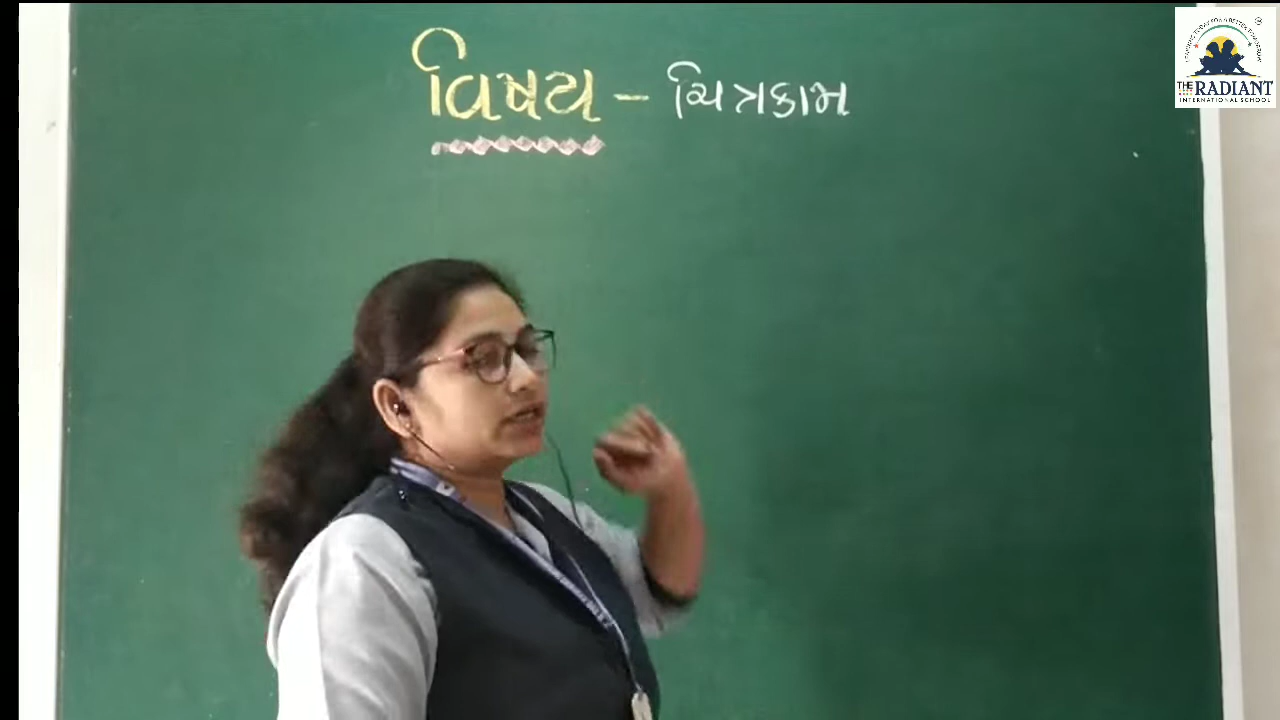 વિષય - ચિત્રકામ
THE RADIANT
INTERNATIONAL SCHOOL